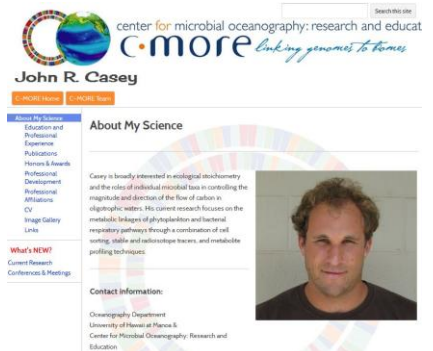 Search this site
center for microbial oceanography: research and educat
c·more linking genomes to biomes
John R. Casey
C-MORE Home C-MORE Team
About My Science
Education and
Professional
Experience
Publications
Honors & Awards
Professional
Development
Professional
Affiliations
CV
Image Gallery
Links
What's NEW?
Current Research
Conferences & Meetings
About My Science
Casey is broadly interested in ecological stoichiometry
and the roles of individual microbial taxa in controlling the
magnitude and direction of the flow of carbon in
oligotrophic waters. His current research focuses on the
metabolic linkages of phytoplankton and bacterial
respiratory pathways through a combination of cell
sorting, stable and radioisotope tracers, and metabolite
profiling techniques.
Contact information:
Oceanography Department
University of Hawaii at Manoa &
Center for Microbial Oceanography: Research and
Education